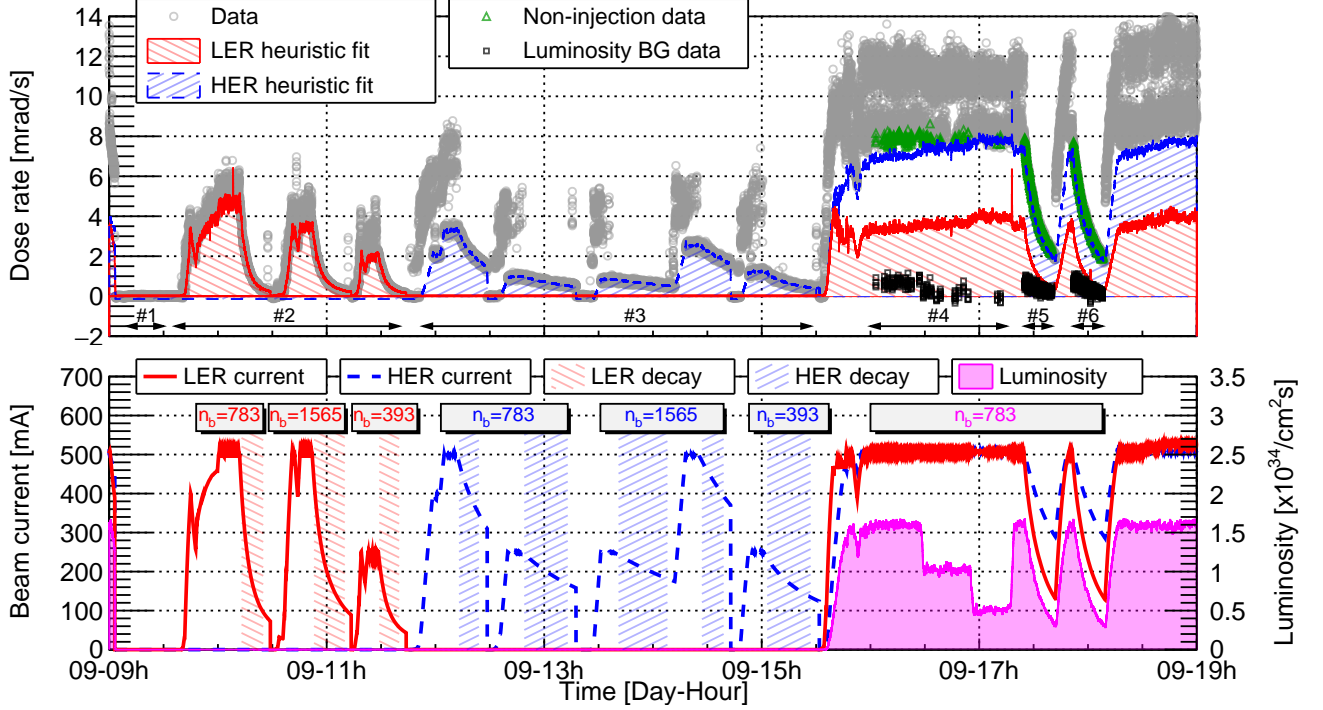 Data
LER heuristic fit
HER heuristic fit
Non-injection data
Luminosity BG data
Dose rate [mrad/s]
14
12
10
8
6
4
2
0
−2
#1
#2
#3
#4
#5
#6
LER current
HER current
LER decay
HER decay
Luminosity
n_b=783
n_b=1565
n_b=393
n_b=783
n_b=1565
n_b=393
n_b=783
Beam current [mA]
700
600
500
400
300
200
100
0
3.5
3
2.5
2
1.5
1
0.5
0
Luminosity [x10^34/cm^2s]
09-09h
09-11h
09-13h
09-15h
09-17h
09-19h
Time [Day-Hour]